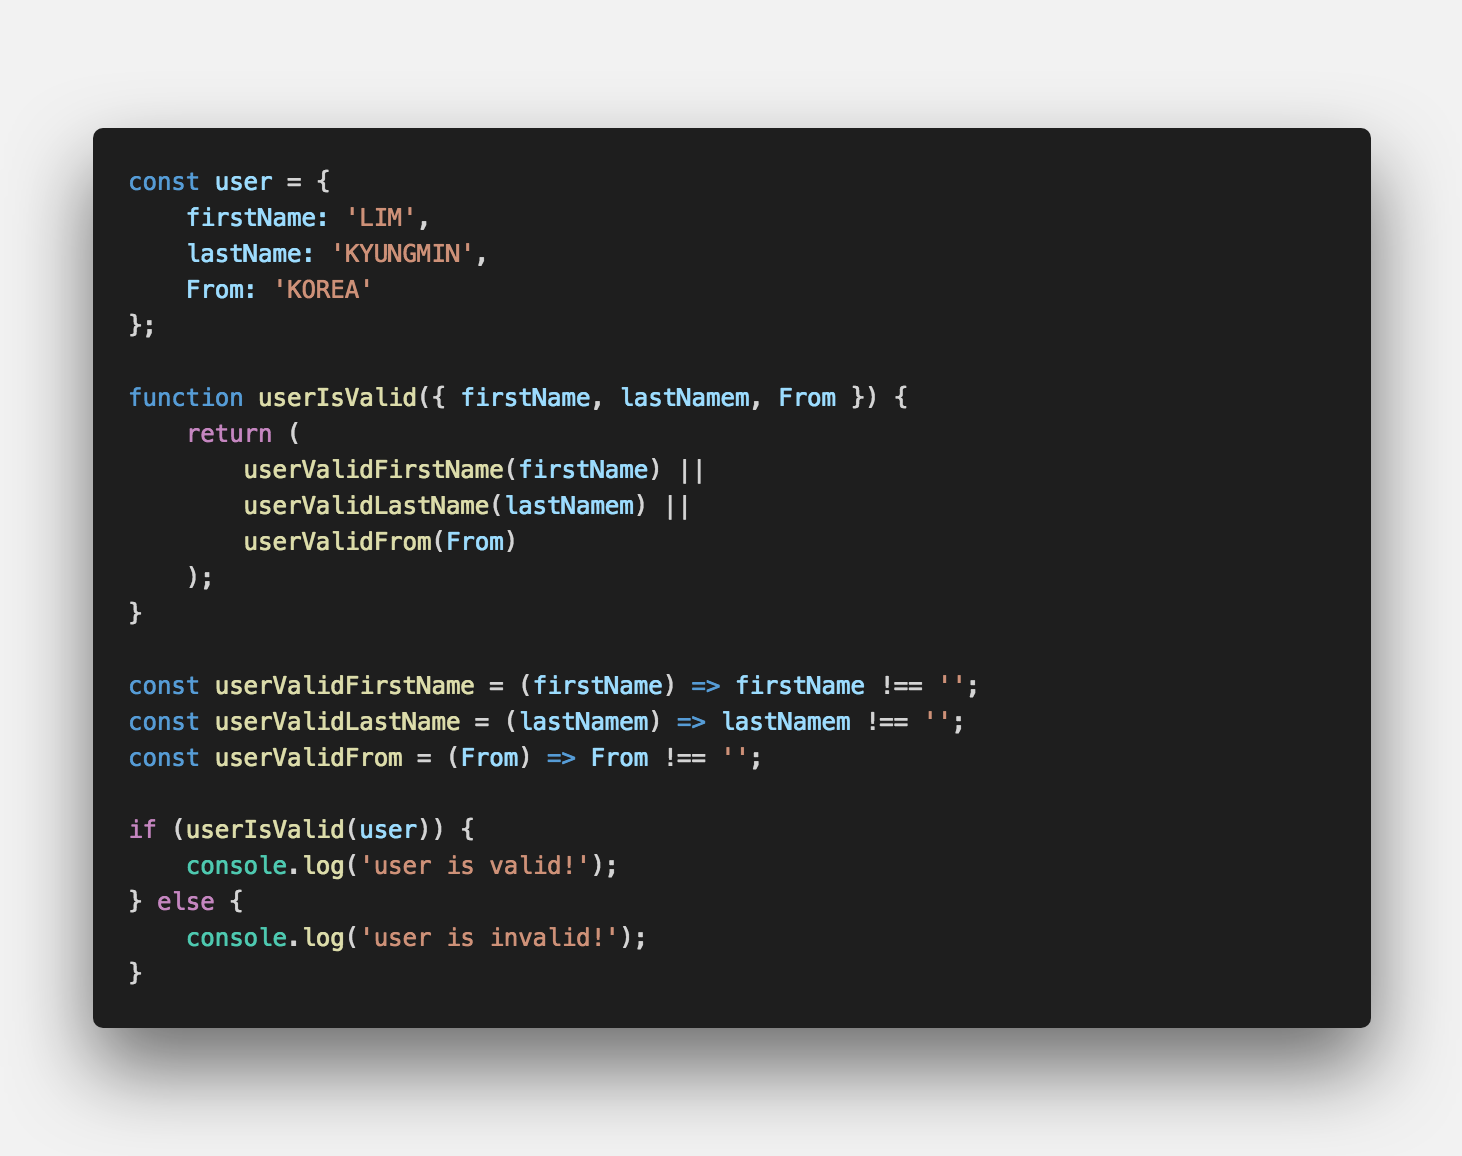 const user = {
    firstName: 'LIM',
    lastName: 'KYUNGMIN',
    From: 'KOREA'
};

function userIsValid({ firstName, lastNamem, From }) {
    return (
        userValidFirstName(firstName) ||
        userValidLastName(lastNamem) ||
        userValidFrom(From)
    );
}

const userValidFirstName = (firstName) => firstName !== '';
const userValidLastName = (lastNamem) => lastNamem !== '';
const userValidFrom = (From) => From !== '';

if (userIsValid(user)) {
    console.log('user is valid!');
} else {
    console.log('user is invalid!');
}